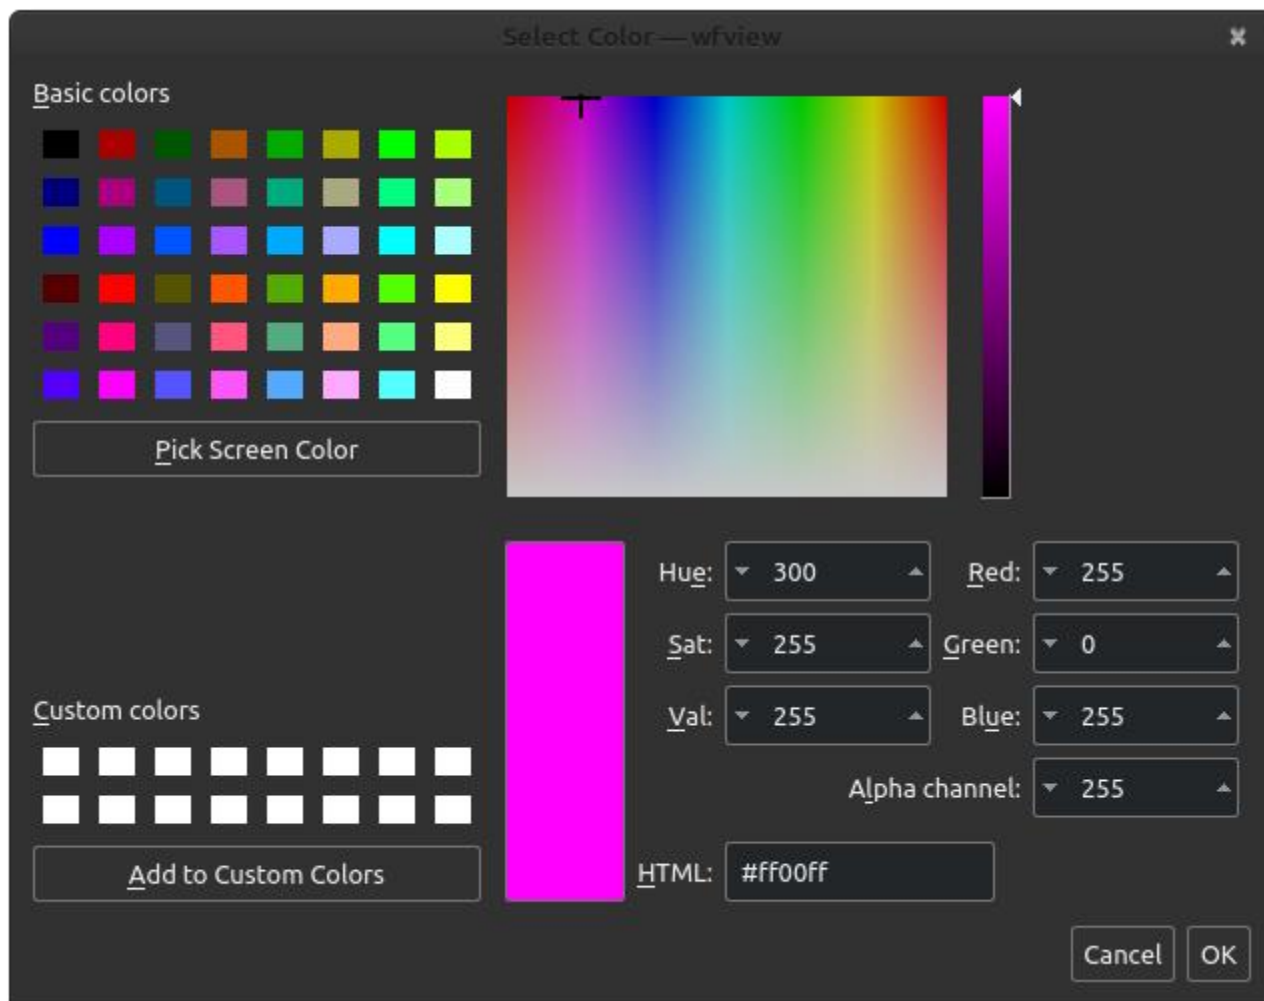 Select Color — wfview
Basic colors
Pick Screen Color
Custom colors
Add to Custom Colors
Hue: 300 Red: 255
Sat: 255 Green: 0
Val: 255 Blue: 255
Alpha channel: 255
HTML: #ff00ff
Cancel OK